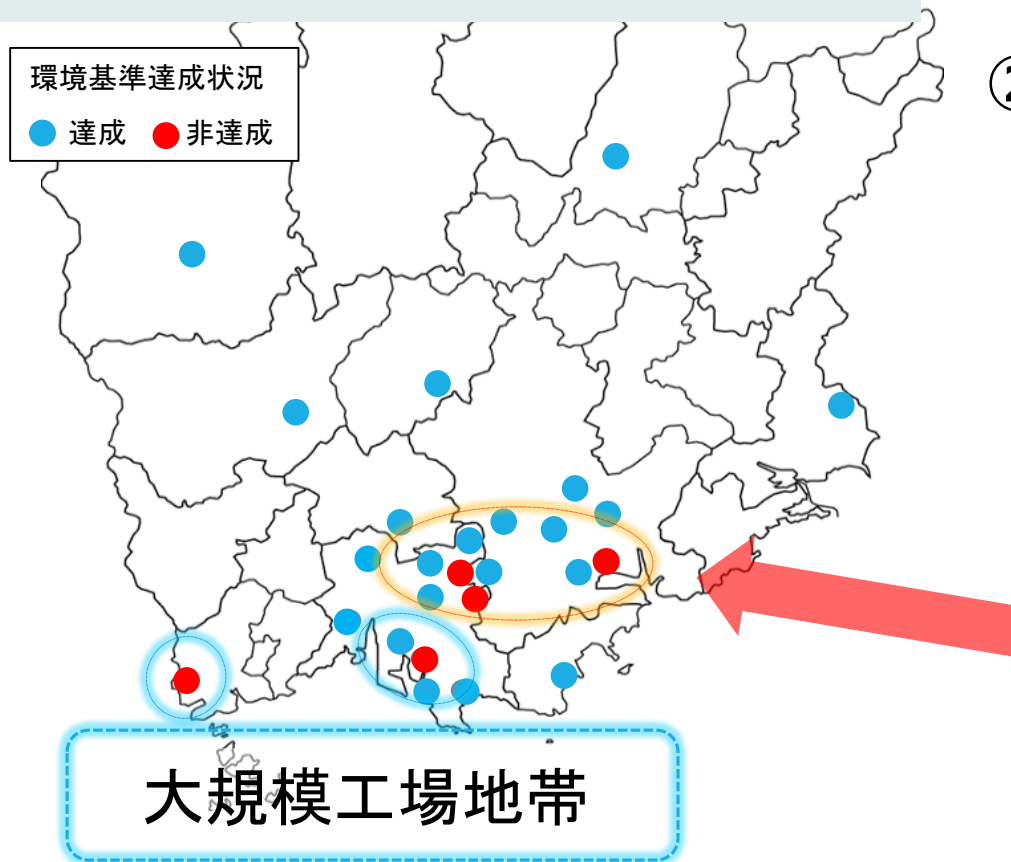 環境基準達成状況
達成 非達成
②
大規模工場地帯